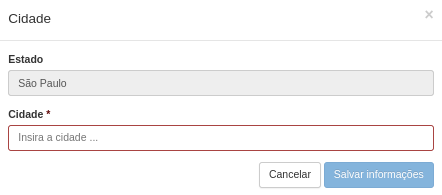 Cidade
×
Estado
São Paulo
Cidade *
Insira a cidade ...
Cancelar
Salvar informações